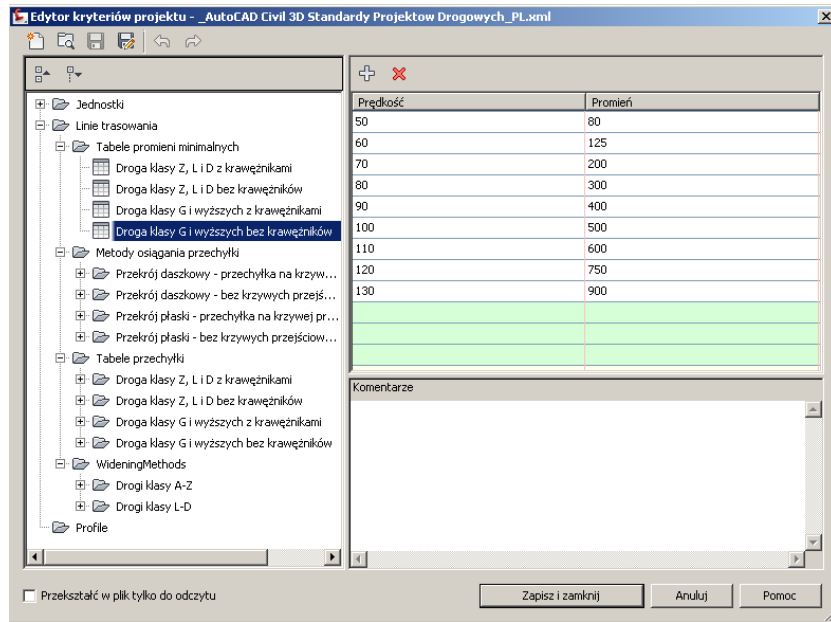 Edytor kryteriów projektu - _AutoCAD Civil 3D Standardy Projektow Drogowych_PL.xml
Jednostki
Linie trasowania
Tabele promieni minimalnych
Droga klasy Z, L i D z krawężnikami
Droga klasy Z, L i D bez krawężników
Droga klasy G i wyższych z krawężnikami
Droga klasy G i wyższych bez krawężników
Metody osiągania przechyłki
Przekrój daszkowy - przechyłka na krzyw...
Przekrój daszkowy - bez krzywych przejś...
Przekrój płaski - przechyłka na krzywej pr...
Przekrój płaski - bez krzywych przejściow...
Tabele przechyłki
Droga klasy Z, L i D z krawężnikami
Droga klasy Z, L i D bez krawężników
Droga klasy G i wyższych z krawężnikami
Droga klasy G i wyższych bez krawężników
WideningMethods
Drogi klasy A-Z
Drogi klasy L-D
Profile
Prędkość Promień
50 80
60 125
70 200
80 300
90 400
100 500
110 600
120 750
130 900
Komentarze
Przekształć w plik tylko do odczytu
Zapisz i zamknij Anuluj Pomoc